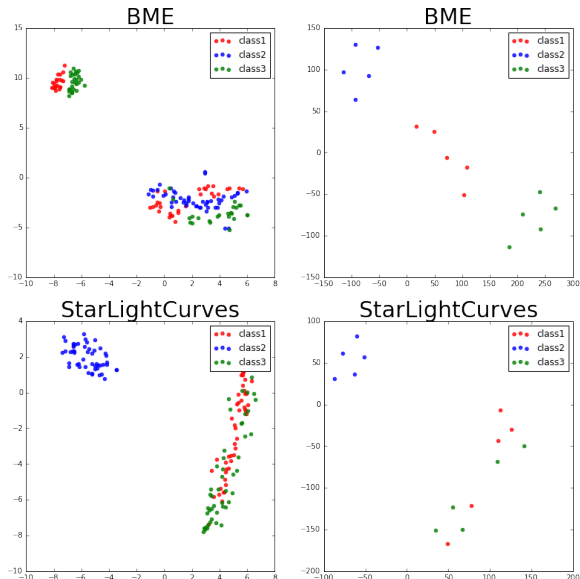 BME
15
10
5
0
−5
−10
−10 −8 −6 −4 −2 0 2 4 6 8
class1
class2
class3
BME
150
100
50
0
−50
−100
−150
−150 −100 −50 0 50 100 150 200 250 300
class1
class2
class3
StarLightCurves
4
2
0
−2
−4
−6
−8
−10
−10 −8 −6 −4 −2 0 2 4 6 8
class1
class2
class3
StarLightCurves
100
50
0
−50
−100
−150
−200
−100 −50 0 50 100 150 200
class1
class2
class3